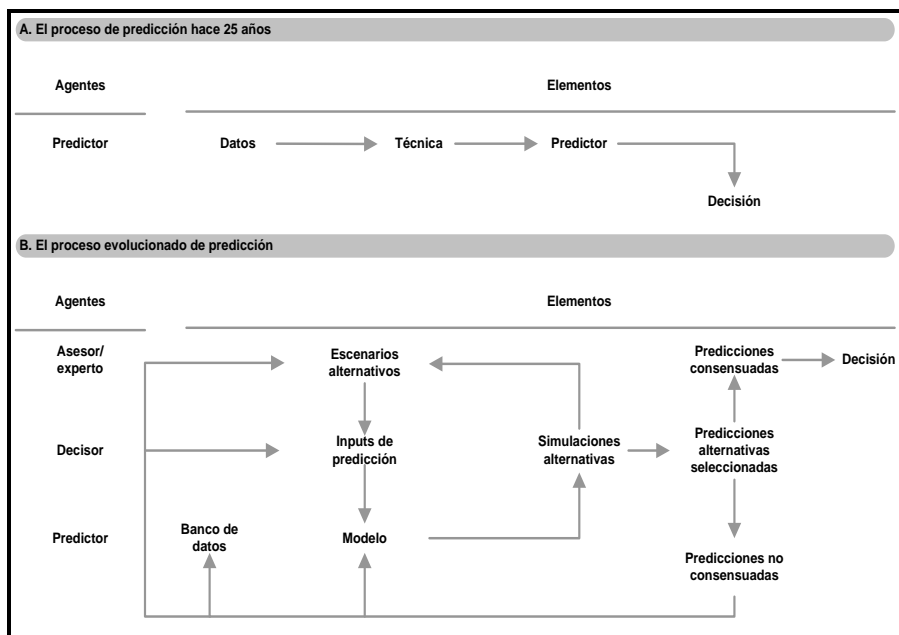 A. El proceso de predicción hace 25 años
Agentes
Elementos
Predictor
Datos
Técnica
Predictor
Decisión
B. El proceso evolucionado de predicción
Agentes
Elementos
Asesor/
experto
Escenarios
alternativos
Predicciones
consensuadas
Decisión
Decisor
Inputs de
predicción
Simulaciones
alternativas
Predicciones
alternativas
seleccionadas
Predictor
Banco de
datos
Modelo
Predicciones no
consensuadas